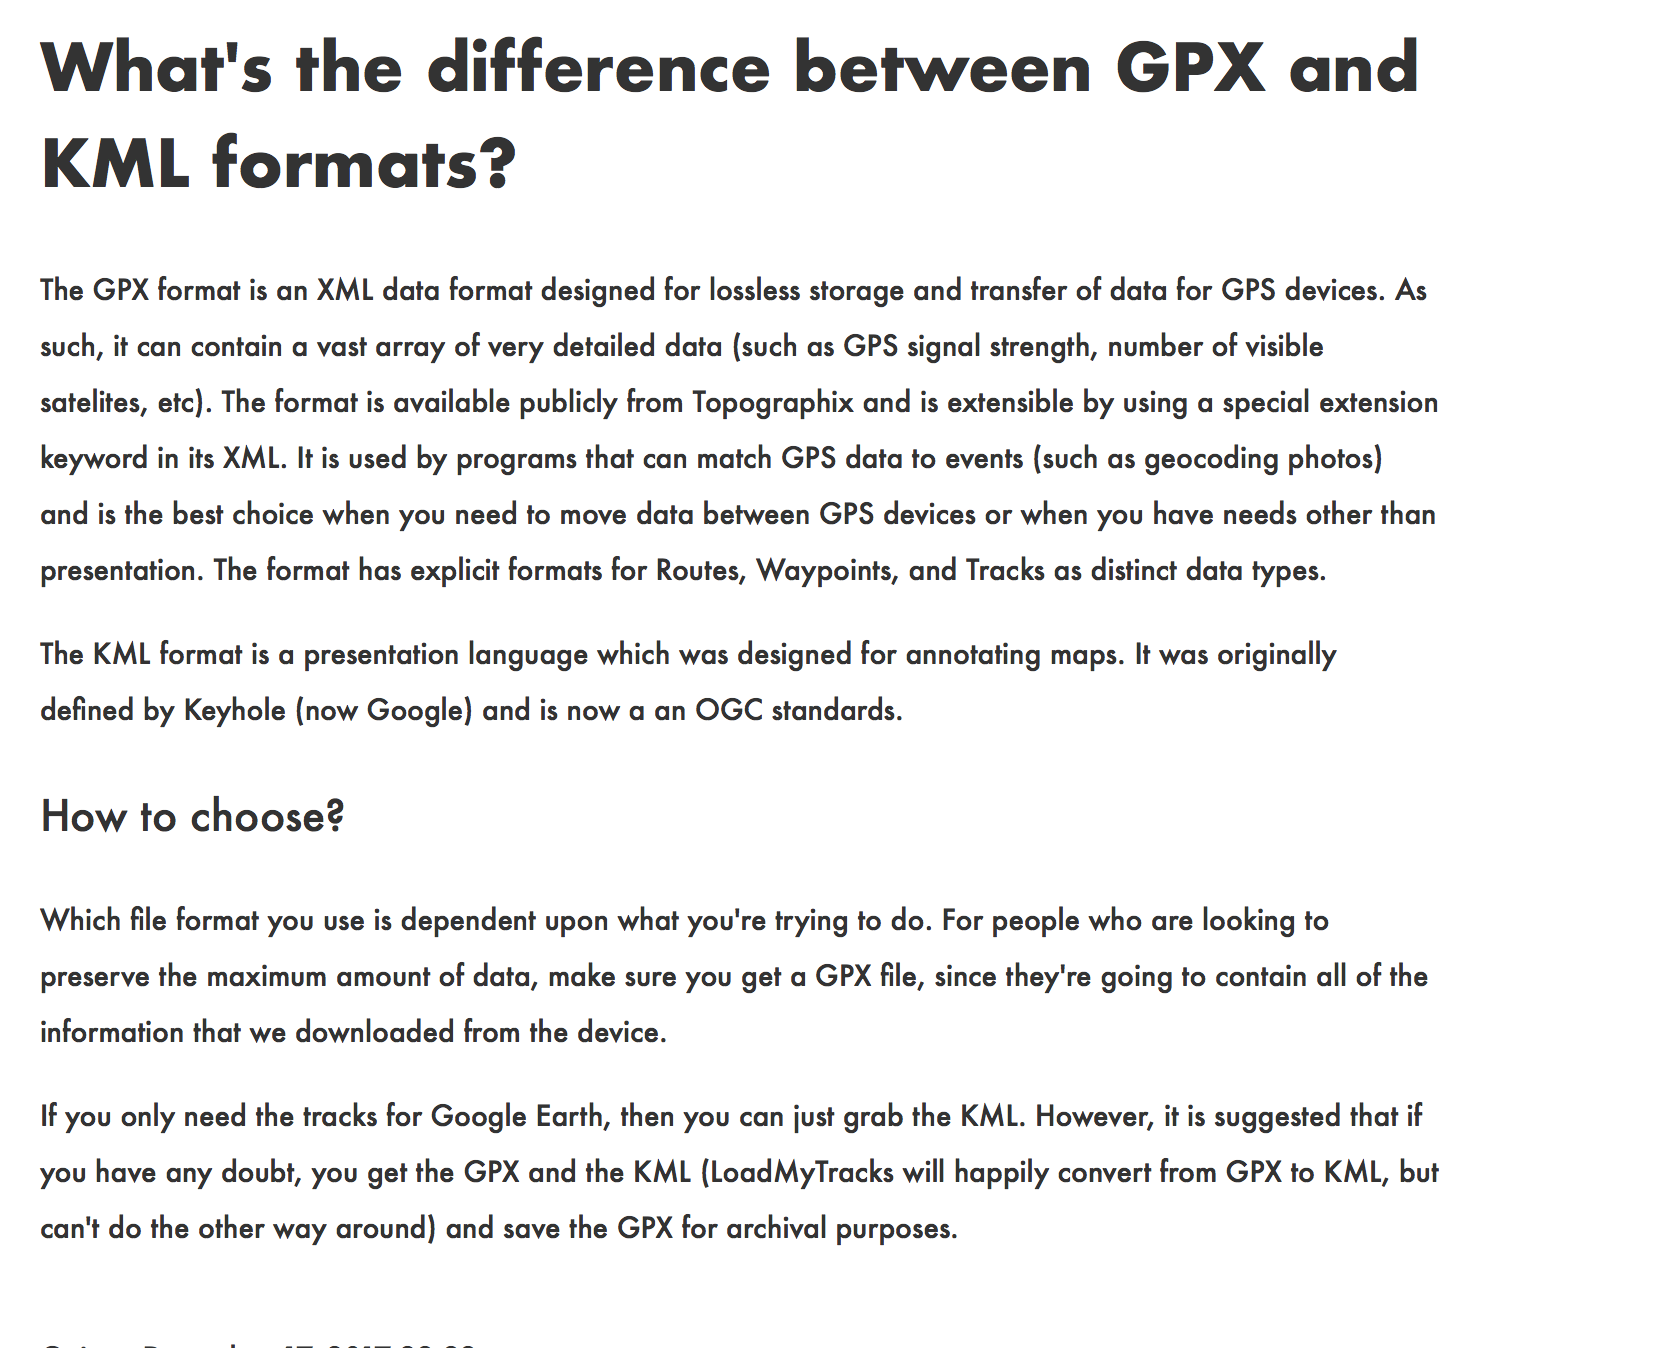 What's the difference between GPX and
KML formats?
The GPX format is an XML data format designed for lossless storage and transfer of data for GPS devices. As
such, it can contain a vast array of very detailed data (such as GPS signal strength, number of visible
satelites, etc). The format is available publicly from Topographix and is extensible by using a special extension
keyword in its XML. It is used by programs that can match GPS data to events (such as geocoding photos)
and is the best choice when you need to move data between GPS devices or when you have needs other than
presentation. The format has explicit formats for Routes, Waypoints, and Tracks as distinct data types.
The KML format is a presentation language which was designed for annotating maps. It was originally
defined by Keyhole (now Google) and is now a an OGC standards.
How to choose?
Which file format you use is dependent upon what you're trying to do. For people who are looking to
preserve the maximum amount of data, make sure you get a GPX file, since they're going to contain all of the
information that we downloaded from the device.
If you only need the tracks for Google Earth, then you can just grab the KML. However, it is suggested that if
you have any doubt, you get the GPX and the KML (LoadMyTracks will happily convert from GPX to KML, but
can't do the other way around) and save the GPX for archival purposes.